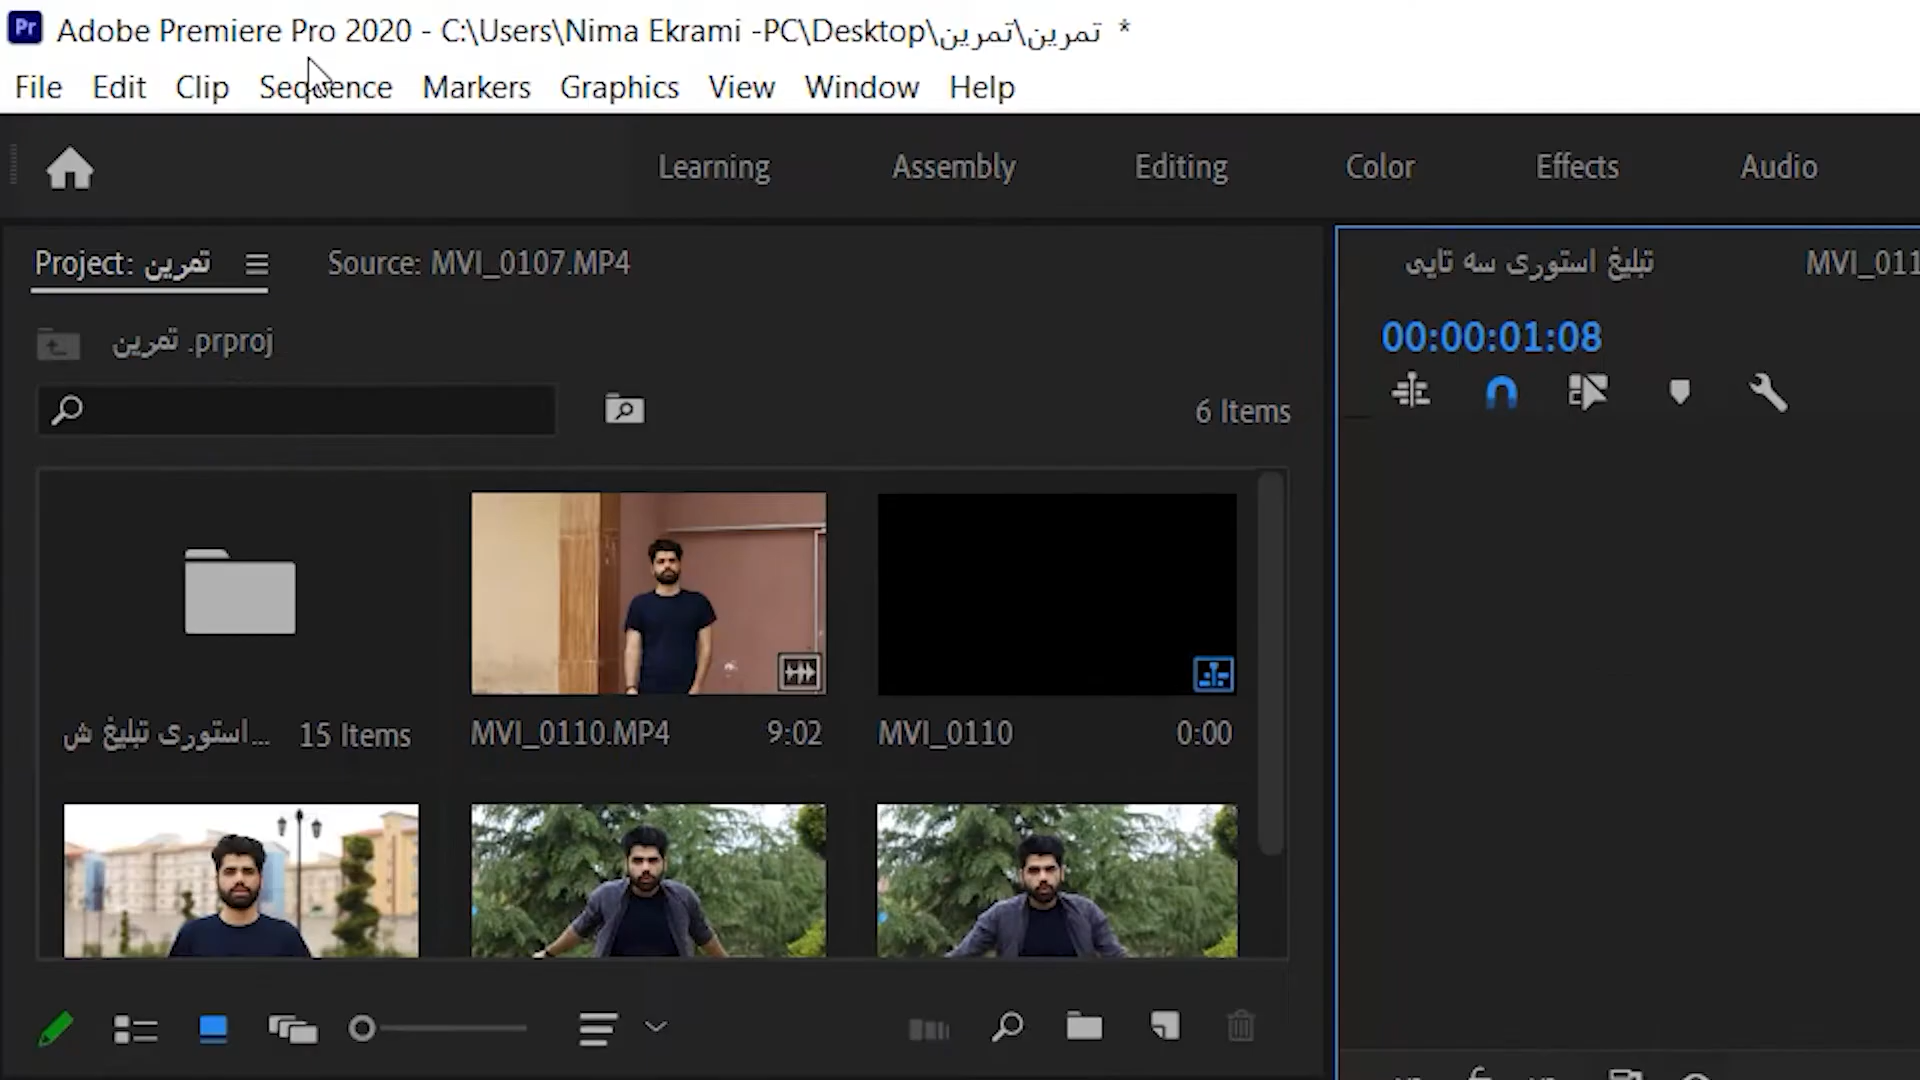 Pr Adobe Premiere Pro 2020 - C:\Users\Nima Ekrami -PC\Desktop\تمرین\تمرین *
File Edit Clip Sequence Markers Graphics View Window Help
Learning Assembly Editing Color Effects Audio
Project: تمرین Source: MVI_0107.MP4
تبلیغ استوری سه تایی MVI_011
تمرین .prproj
00:00:01:08
6 Items
استوری تبلیغ ش... 15 Items
MVI_0110.MP4 9:02
MVI_0110 0:00